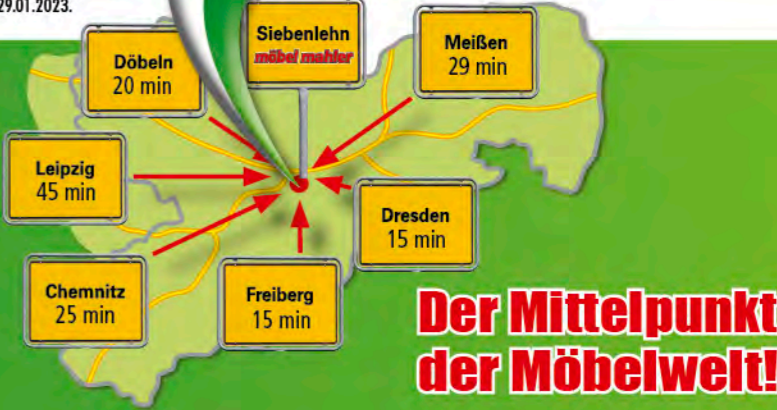 29.01.2023.
Siebenlehn
möbel mahler
Döbeln
20 min
Meißen
29 min
Leipzig
45 min
Dresden
15 min
Chemnitz
25 min
Freiberg
15 min
Der Mittelpunkt
der Möbelwelt!